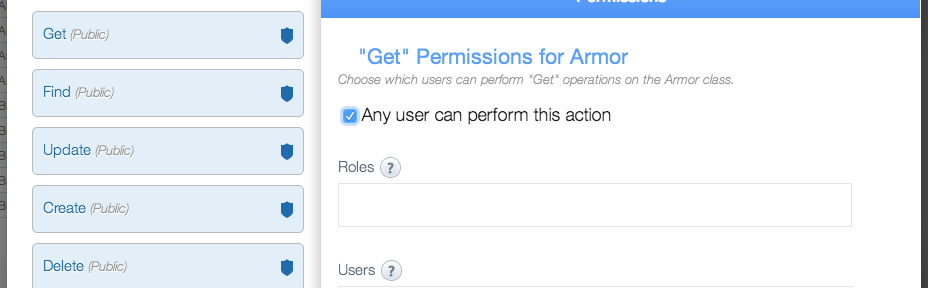 Permissions
Get (Public)
Find (Public)
Update (Public)
Create (Public)
Delete (Public)
"Get" Permissions for Armor
Choose which users can perform "Get" operations on the Armor class.
Any user can perform this action
Roles ?
Users ?